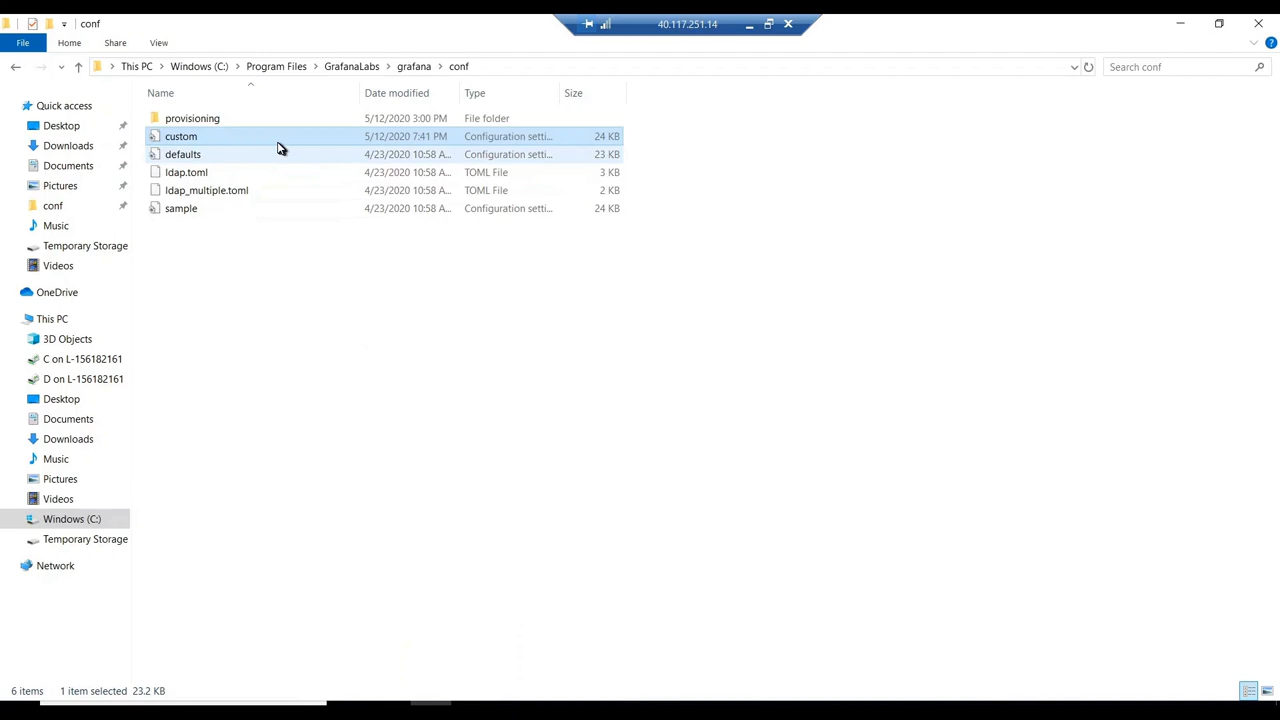 conf
40.117.251.14
File Home Share View
This PC Windows (C:) Program Files GrafanaLabs grafana conf
Search conf
Name Date modified Type Size
Quick access
Desktop
Downloads
Documents
Pictures
conf
Music
Temporary Storage
Videos
OneDrive
This PC
3D Objects
C on L-156182161
D on L-156182161
Desktop
Documents
Downloads
Music
Pictures
Videos
Windows (C:)
Temporary Storage
Network
provisioning 5/12/2020 3:00 PM File folder
custom 5/12/2020 7:41 PM Configuration setti... 24 KB
defaults 4/23/2020 10:58 A... Configuration setti... 23 KB
ldap.toml 4/23/2020 10:58 A... TOML File 3 KB
ldap_multiple.toml 4/23/2020 10:58 A... TOML File 2 KB
sample 4/23/2020 10:58 A... Configuration setti... 24 KB
6 items 1 item selected 23.2 KB